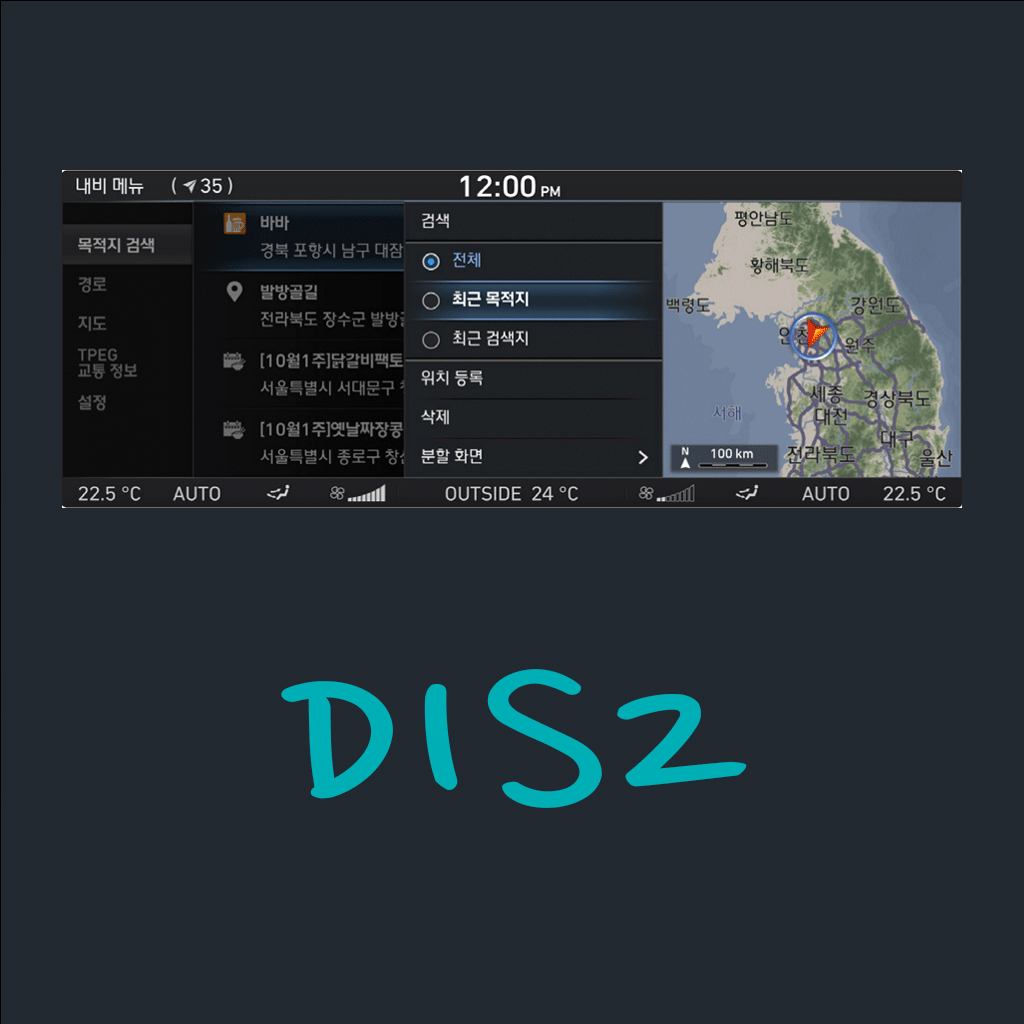 내비 메뉴 ( 35 ) 12:00 PM
목적지 검색
경로
지도
TPEG
교통 정보
설정
바바
경북 포항시 남구 대잠
발방골길
전라북도 장수군 발방
[10월1주]닭갈비팩토
서울특별시 서대문구
[10월1주]옛날짜장콩
서울특별시 종로구 창신
검색
전체
최근 목적지
최근 검색지
위치 등록
삭제
분할 화면
평안남도
황해북도
백령도
강원도
인천
원주
세종
경상북도
서해
대전
대구
전라북도
울산
N 100 km
22.5 °C AUTO OUTSIDE 24 °C AUTO 22.5 °C
DIS2